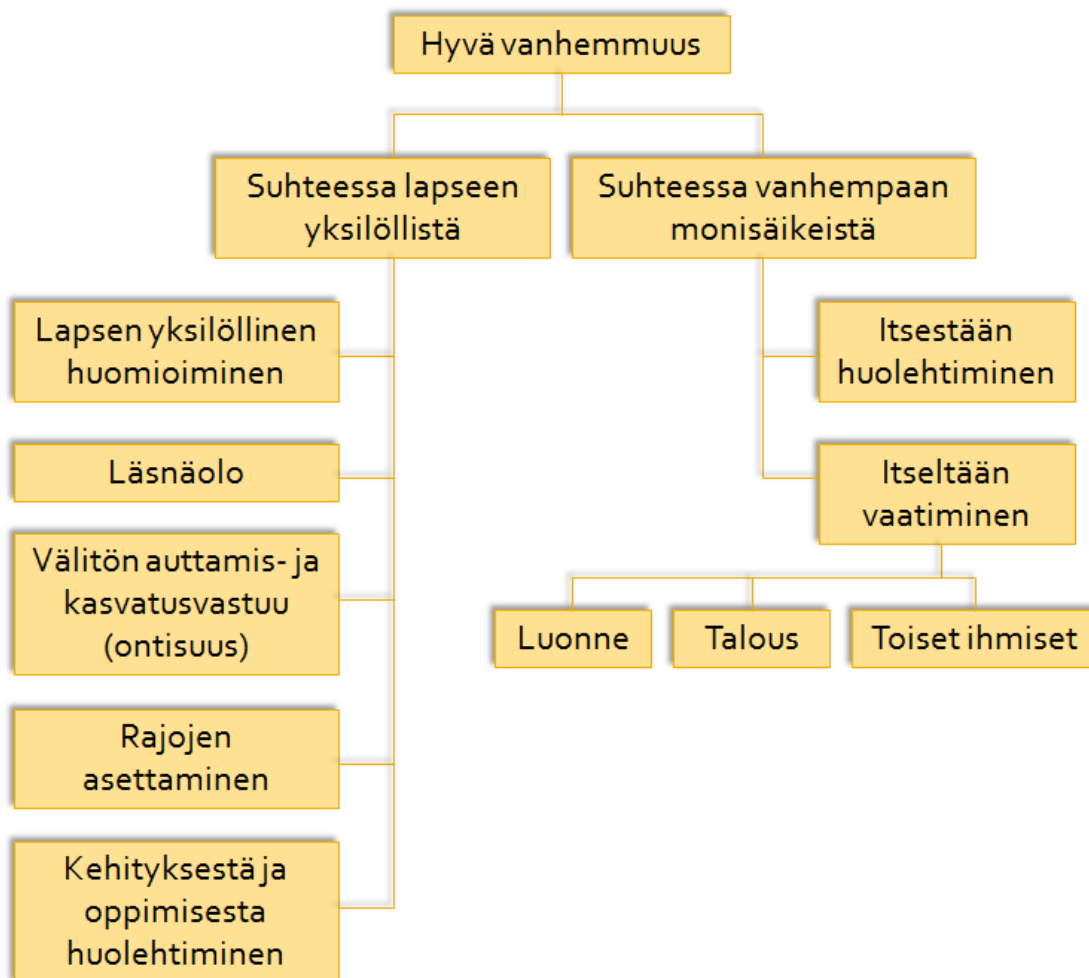 Hyvä vanhemmuus
Suhteessa lapseen
yksilöllistä
Suhteessa vanhempaan
monisäikeistä
Lapsen yksilöllinen
huomioiminen
Läsnäolo
Välitön auttamis- ja
kasvatusvastuu
(ontisuus)
Rajojen
asettaminen
Kehityksestä ja
oppimisesta
huolehtiminen
Itsestään
huolehtiminen
Itseltään
vaatiminen
Luonne
Talous
Toiset ihmiset